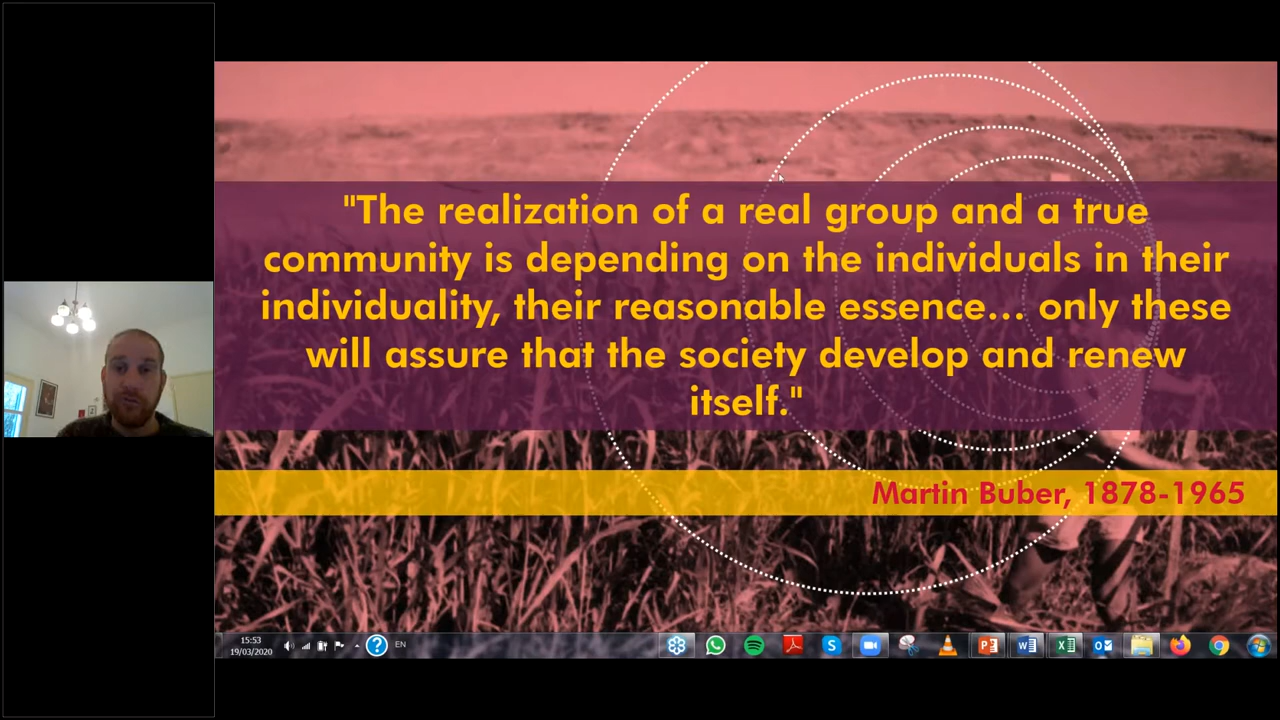 "The realization of a real group and a true
community is depending on the individuals in their
individuality, their reasonable essence... only these
will assure that the society develop and renew
itself."
Martin Buber, 1878-1965
15:53
19/03/2020
EN